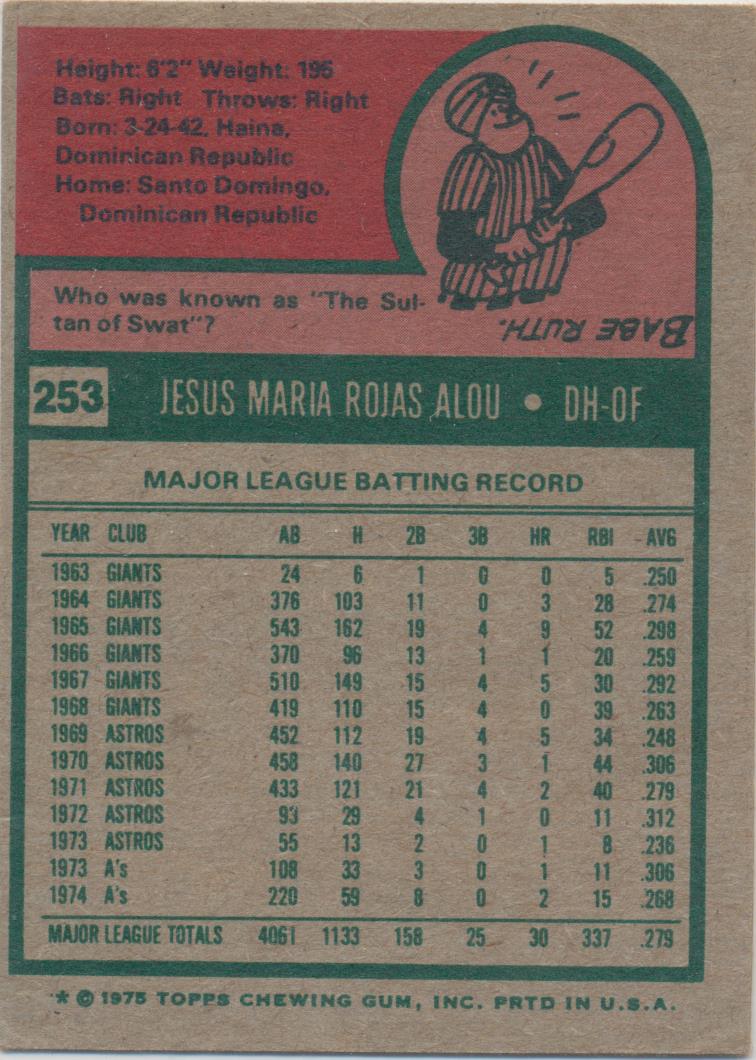 Height: 6'2" Weight: 195
Bats: Right Throws: Right
Born: 3-24-42, Haina,
Dominican Republic
Home: Santo Domingo,
Dominican Republic
Who was known as "The Sul-
tan of Swat"?
BABE RUTH.
253 JESUS MARIA ROJAS ALOU • DH-OF
MAJOR LEAGUE BATTING RECORD
YEAR CLUB AB H 2B 3B HR RBI AVG
1963 GIANTS 24 6 1 0 0 5 .250
1964 GIANTS 376 103 11 0 3 28 .274
1965 GIANTS 543 162 19 4 9 52 .298
1966 GIANTS 370 96 13 1 1 20 .259
1967 GIANTS 510 149 15 4 5 30 .292
1968 GIANTS 419 110 15 4 0 39 .263
1969 ASTROS 452 112 19 4 5 34 .248
1970 ASTROS 458 140 27 3 1 44 .306
1971 ASTROS 433 121 21 4 2 40 .279
1972 ASTROS 93 29 4 1 0 11 .312
1973 ASTROS 55 13 2 0 1 8 .236
1973 A's 108 33 3 0 1 11 .306
1974 A's 220 59 8 0 2 15 .268
MAJOR LEAGUE TOTALS 4061 1133 158 25 30 337 .279
* © 1975 TOPPS CHEWING GUM, INC. PRTD IN U.S.A.